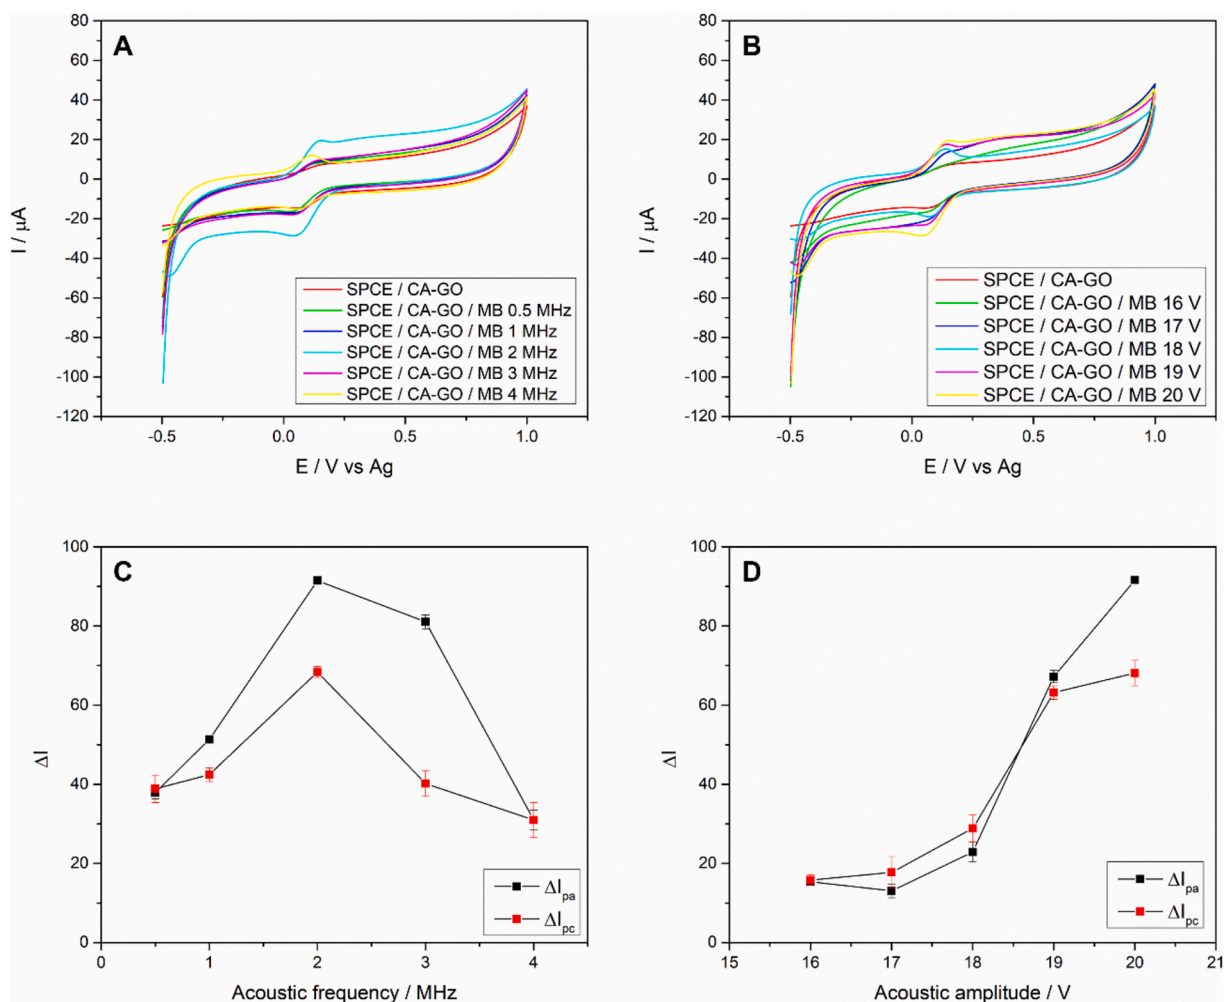 A
80
60
40
20
0
-20
-40
-60
-80
-100
-120
I / µA
-0.5
0.0
0.5
1.0
E / V vs Ag
SPCE / CA-GO
SPCE / CA-GO / MB 0.5 MHz
SPCE / CA-GO / MB 1 MHz
SPCE / CA-GO / MB 2 MHz
SPCE / CA-GO / MB 3 MHz
SPCE / CA-GO / MB 4 MHz
B
80
60
40
20
0
-20
-40
-60
-80
-100
-120
I / µA
-0.5
0.0
0.5
1.0
E / V vs Ag
SPCE / CA-GO
SPCE / CA-GO / MB 16 V
SPCE / CA-GO / MB 17 V
SPCE / CA-GO / MB 18 V
SPCE / CA-GO / MB 19 V
SPCE / CA-GO / MB 20 V
C
100
80
60
40
20
0
ΔI
0
1
2
3
4
Acoustic frequency / MHz
ΔIpa
ΔIpc
D
100
80
60
40
20
0
ΔI
15
16
17
18
19
20
21
Acoustic amplitude / V
ΔIpa
ΔIpc